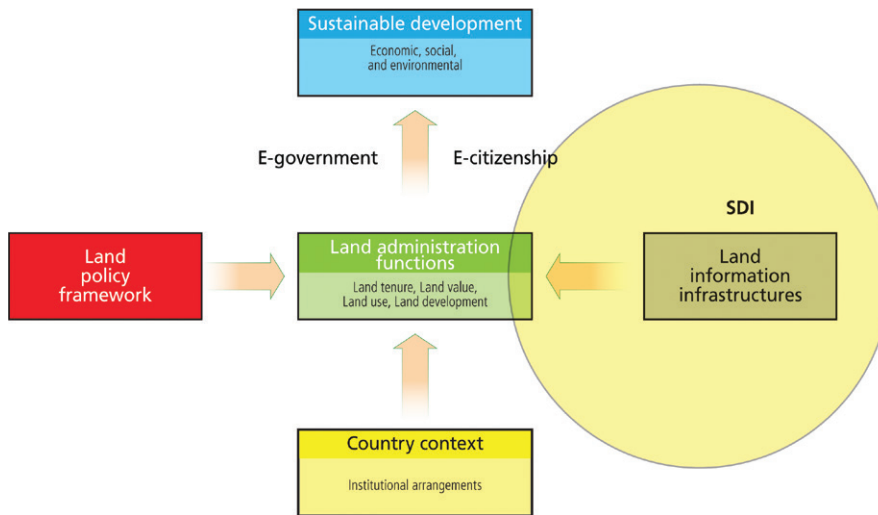 Sustainable development
Economic, social,
and environmental
E-government
E-citizenship
SDI
Land
policy
framework
Land administration
functions
Land tenure, Land value,
Land use, Land development
Land
information
infrastructures
Country context
Institutional arrangements